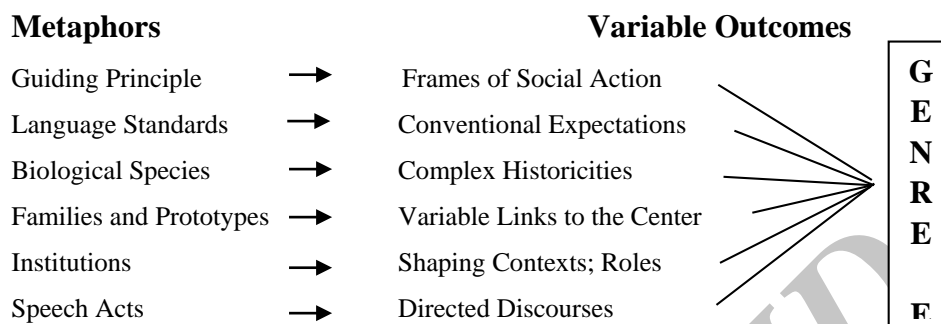 Metaphors Variable Outcomes
Guiding Principle Frames of Social Action
Language Standards Conventional Expectations
Biological Species Complex Historicities
Families and Prototypes Variable Links to the Center
Institutions Shaping Contexts; Roles
Speech Acts Directed Discourses
G
E
N
R
E